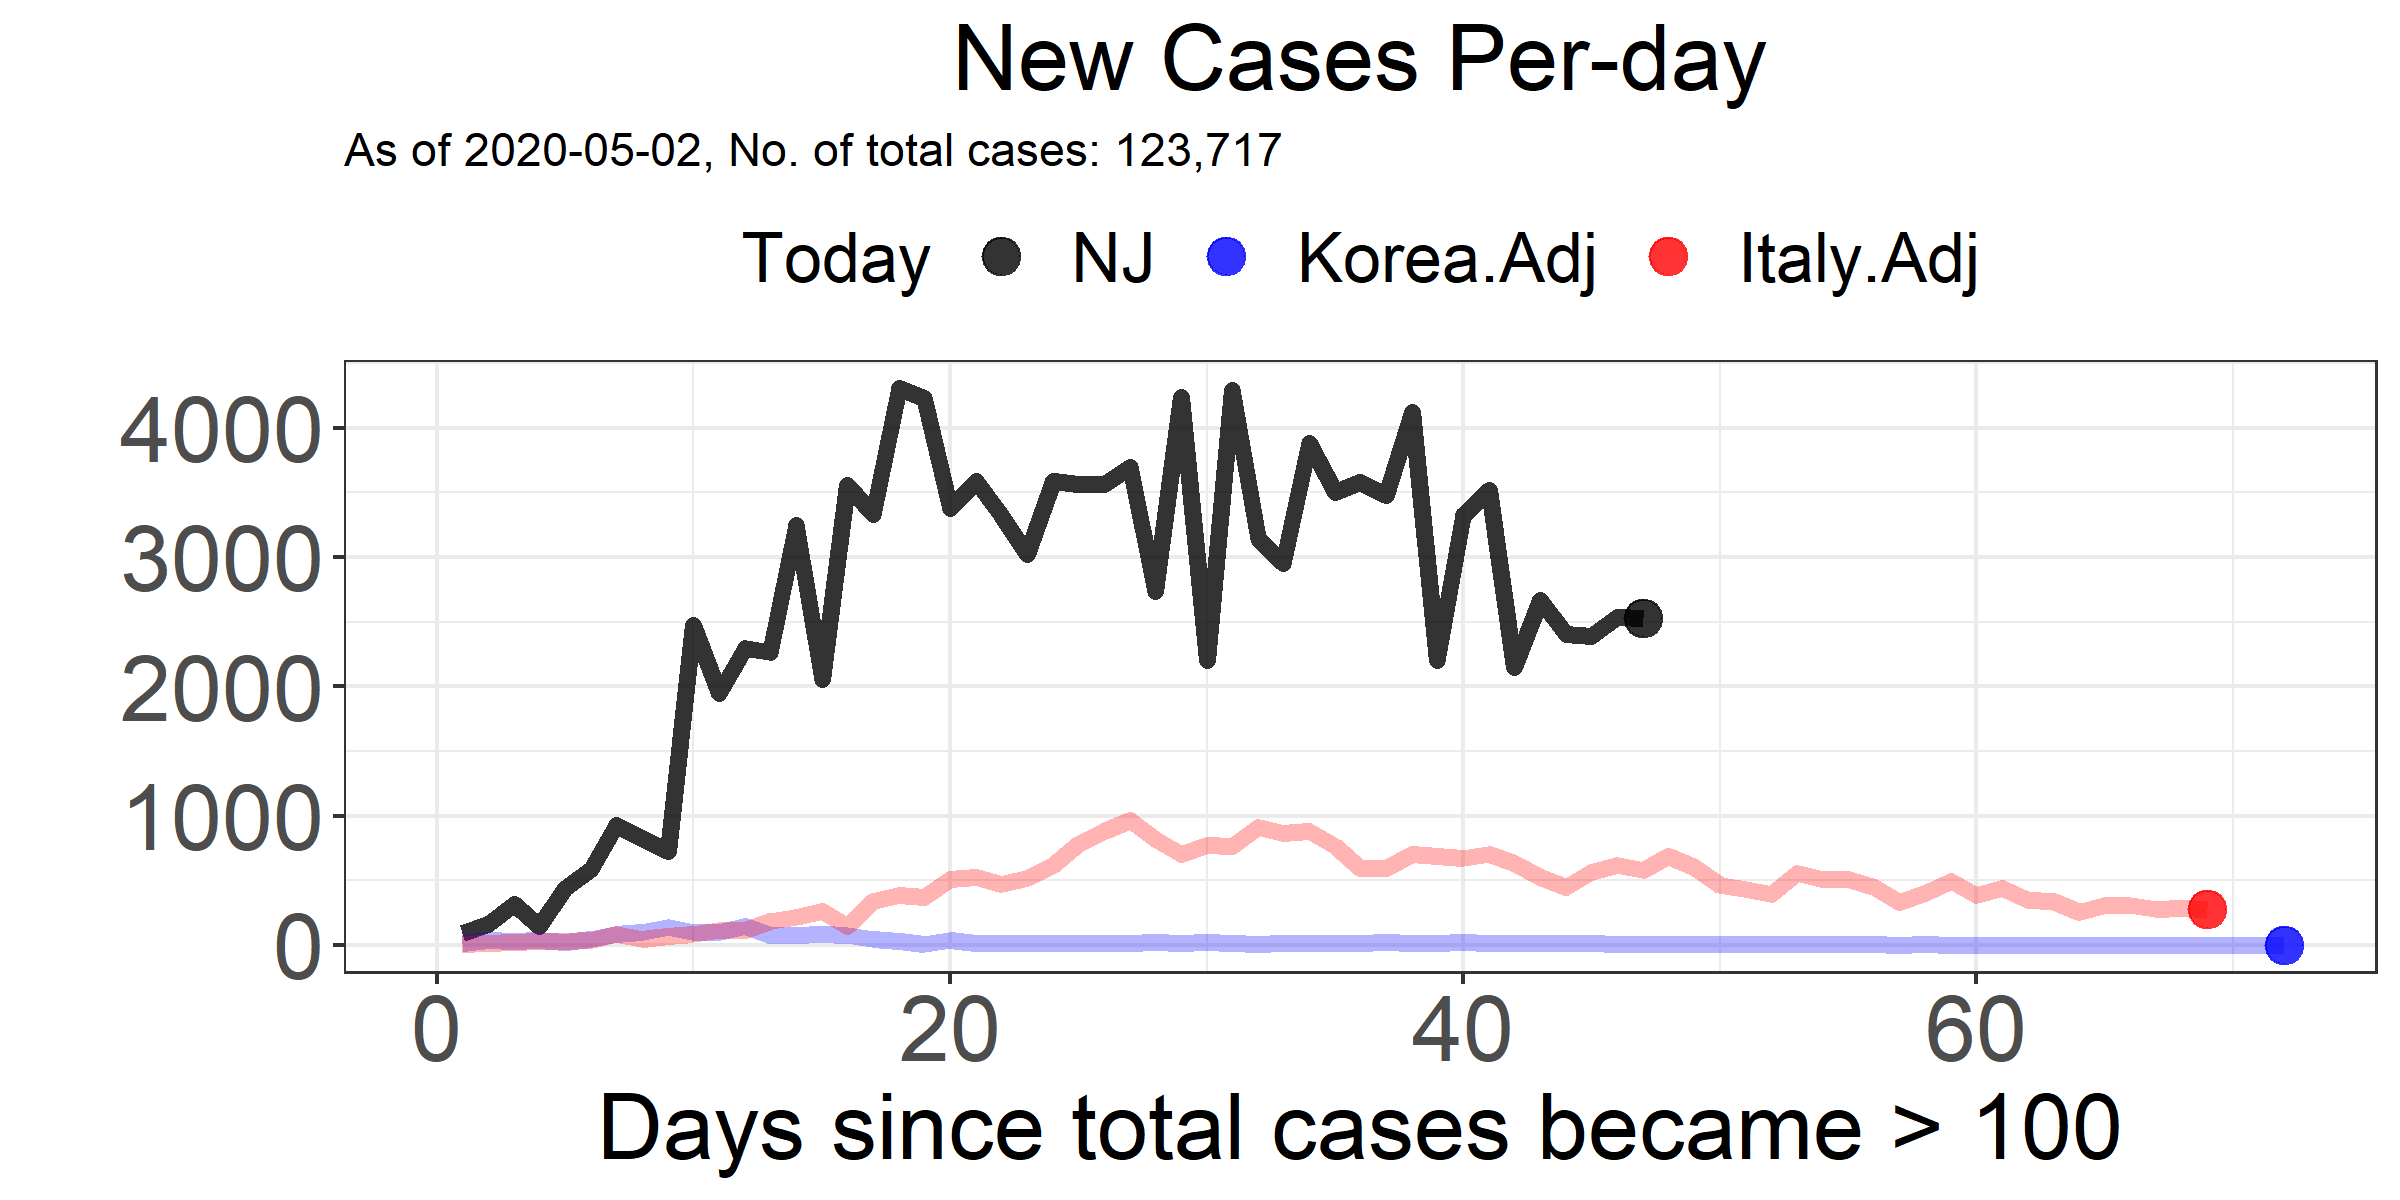 New Cases Per-day
As of 2020-05-02, No. of total cases: 123,717
Today NJ Korea.Adj Italy.Adj
4000
3000
2000
1000
0
0 20 40 60
Days since total cases became > 100